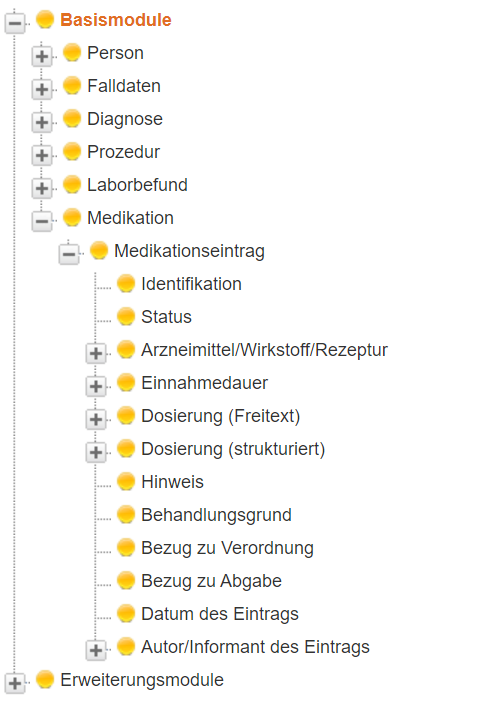 Basismodule
Person
Falldaten
Diagnose
Prozedur
Laborbefund
Medikation
Medikationseintrag
Identifikation
Status
Arzneimittel/Wirkstoff/Rezeptur
Einnahmedauer
Dosierung (Freitext)
Dosierung (strukturiert)
Hinweis
Behandlungsgrund
Bezug zu Verordnung
Bezug zu Abgabe
Datum des Eintrags
Autor/Informant des Eintrags
Erweiterungsmodule